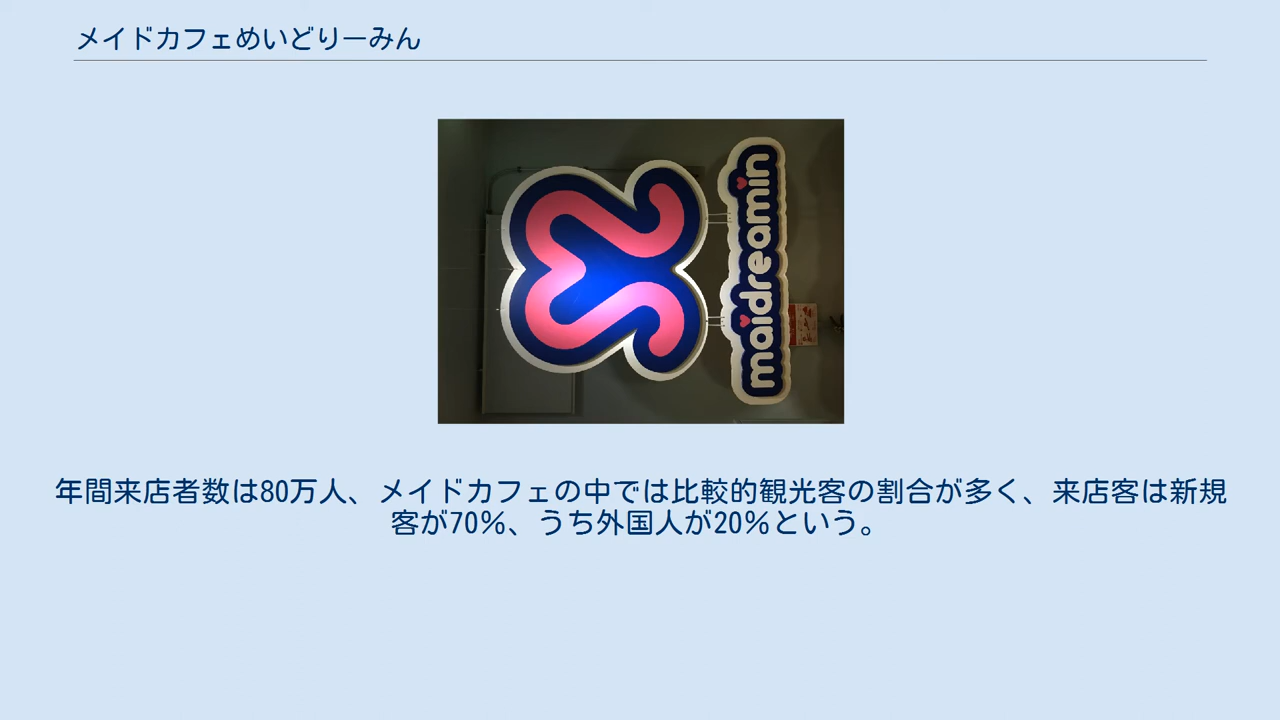 メイドカフェめいどりーみん
maidreamin
年間来店者数は80万人、メイドカフェの中では比較的観光客の割合が多く、来店客は新規
客が70%、うち外国人が20%という。